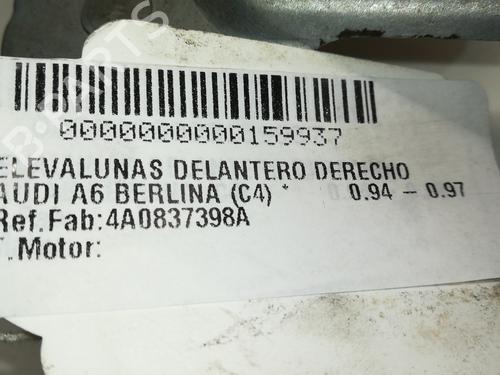 0000000000159937
ELEVALUNAS DELANTERO DERECHO
AUDI A6 BERLINA (C4) * 0.94 – 0.97
Ref.Fab:4A0837398A
T.Motor:
B-PARTS